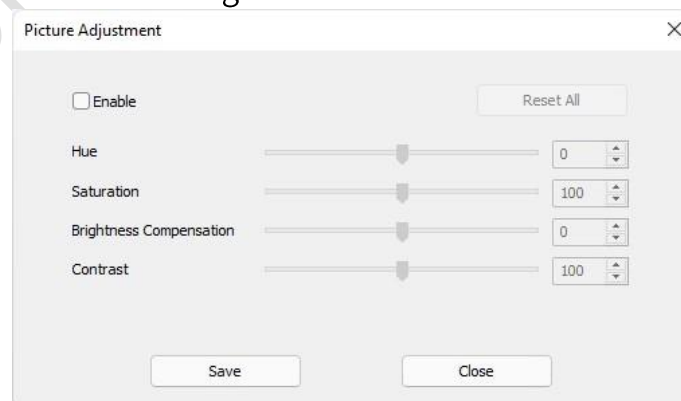 Picture Adjustment
Enable
Reset All
Hue 0
Saturation 100
Brightness Compensation 0
Contrast 100
Save Close